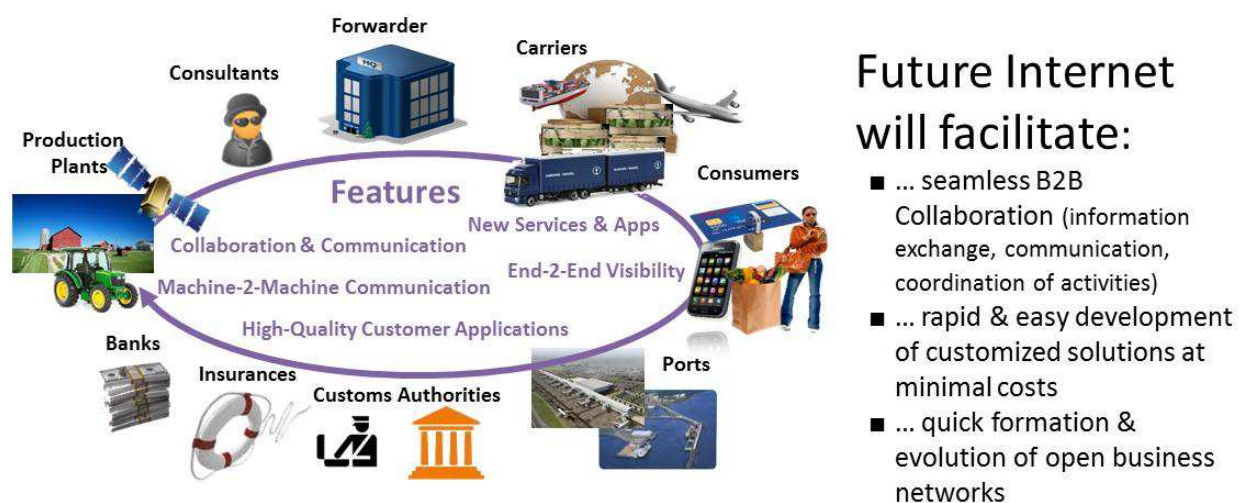 Forwarder
HQ
Carriers
Consultants
Production
Plants
Consumers
Features
New Services & Apps
Collaboration & Communication
End-2-End Visibility
Machine-2-Machine Communication
High-Quality Customer Applications
Banks
Insurances
Customs Authorities
Ports
Future Internet
will facilitate:
■ ... seamless B2B
Collaboration (information
exchange, communication,
coordination of activities)
■ ... rapid & easy development
of customized solutions at
minimal costs
■ ... quick formation &
evolution of open business
networks